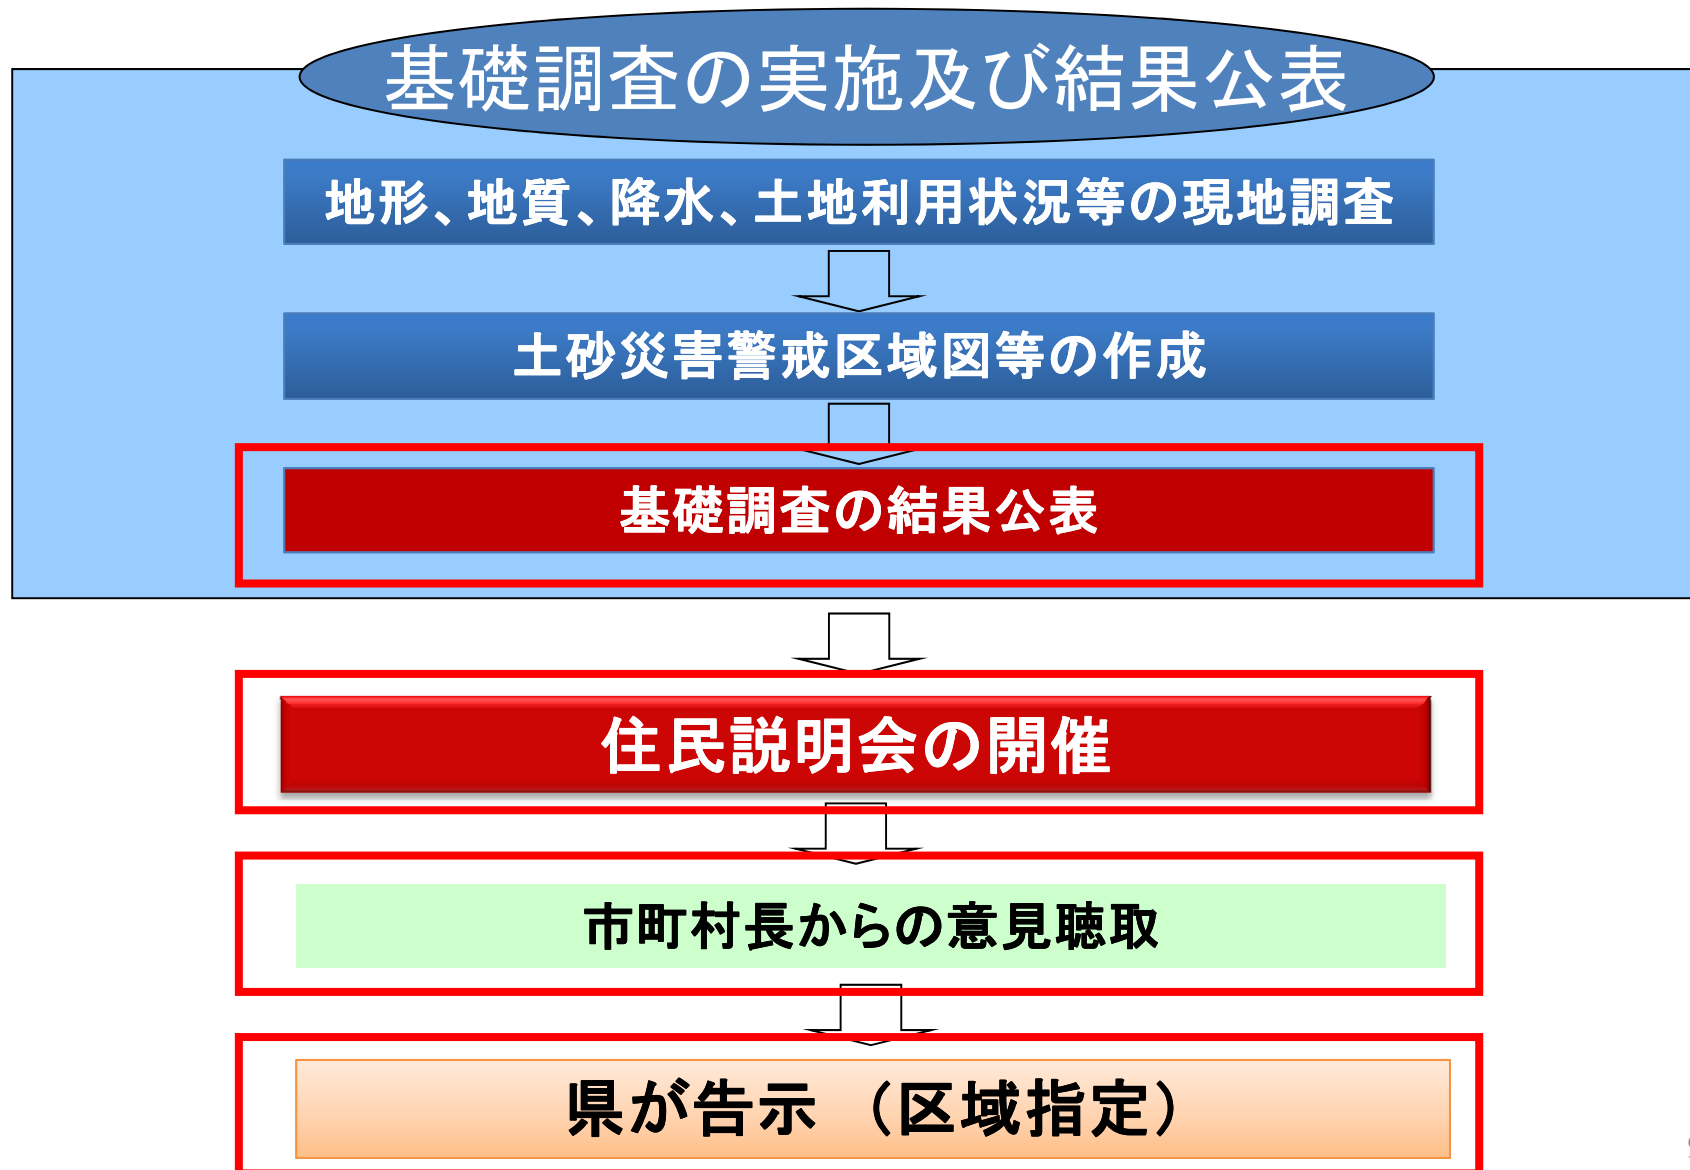 基礎調査の実施及び結果公表
地形、地質、降水、土地利用状況等の現地調査
土砂災害警戒区域図等の作成
基礎調査の結果公表
住民説明会の開催
市町村長からの意見聴取
県が告示 （区域指定）